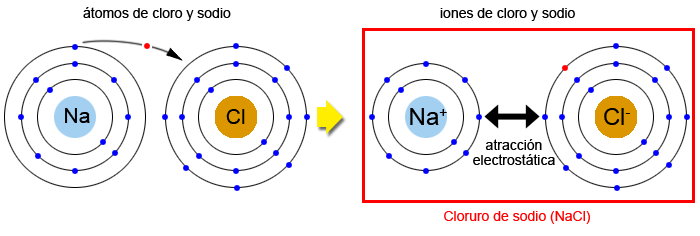 átomos de cloro y sodio
iones de cloro y sodio
Na
Cl
Na+
Cl-
atracción
electrostática
Cloruro de sodio (NaCl)